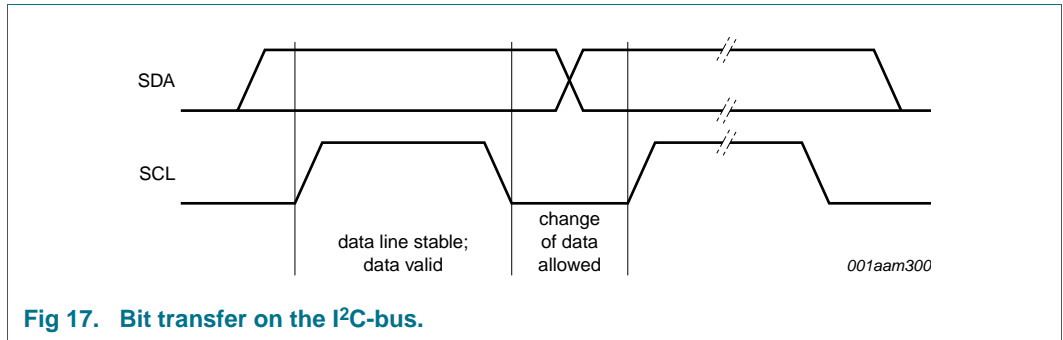 SDA
SCL
data line stable;
data valid
change
of data
allowed
001aam300
Fig 17. Bit transfer on the I²C-bus.